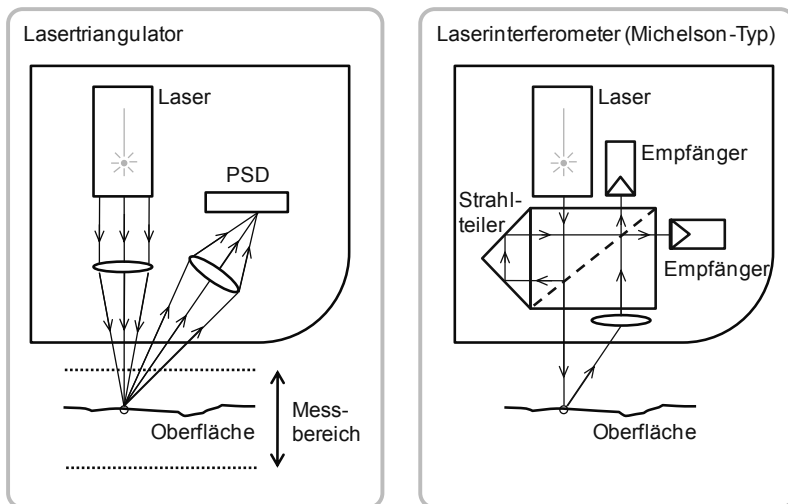 Lasertriangulator
Laser
PSD
Oberfläche
Mess-
bereich
Laserinterferometer (Michelson-Typ)
Laser
Empfänger
Strahl-
teiler
Empfänger
Oberfläche